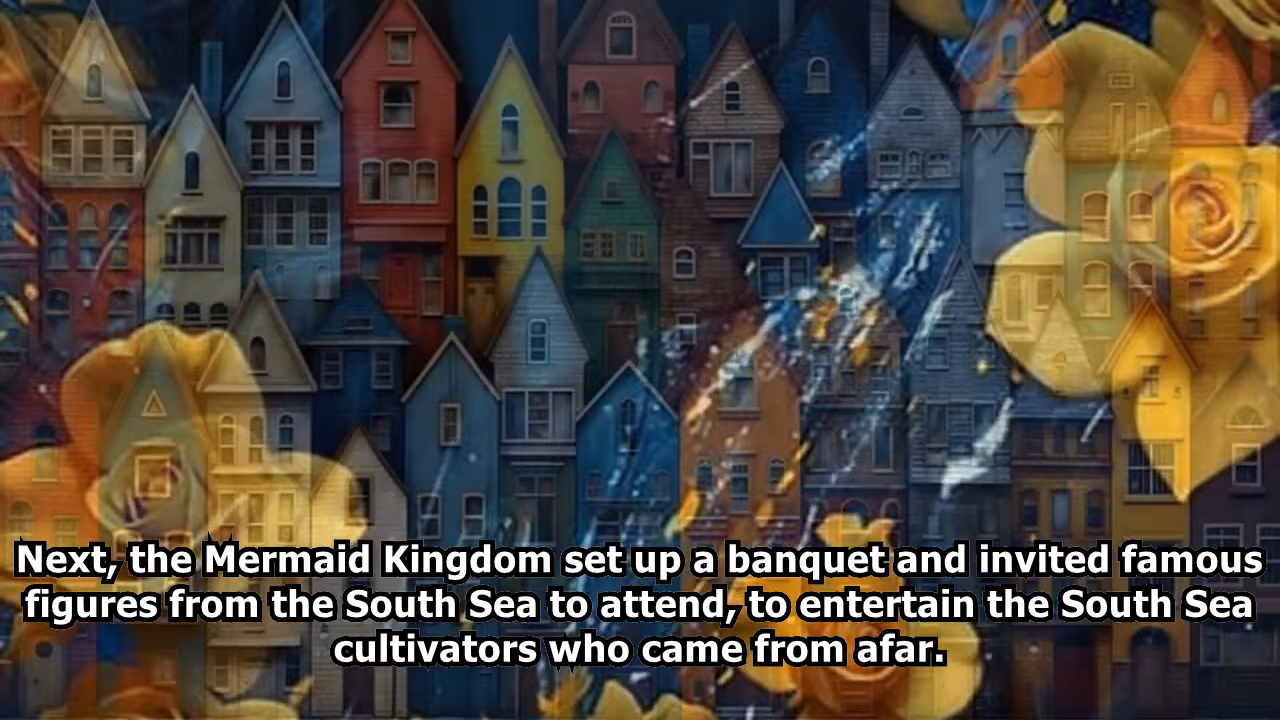 Next, the Mermaid Kingdom set up a banquet and invited famous
figures from the South Sea to attend, to entertain the South Sea
cultivators who came from afar.